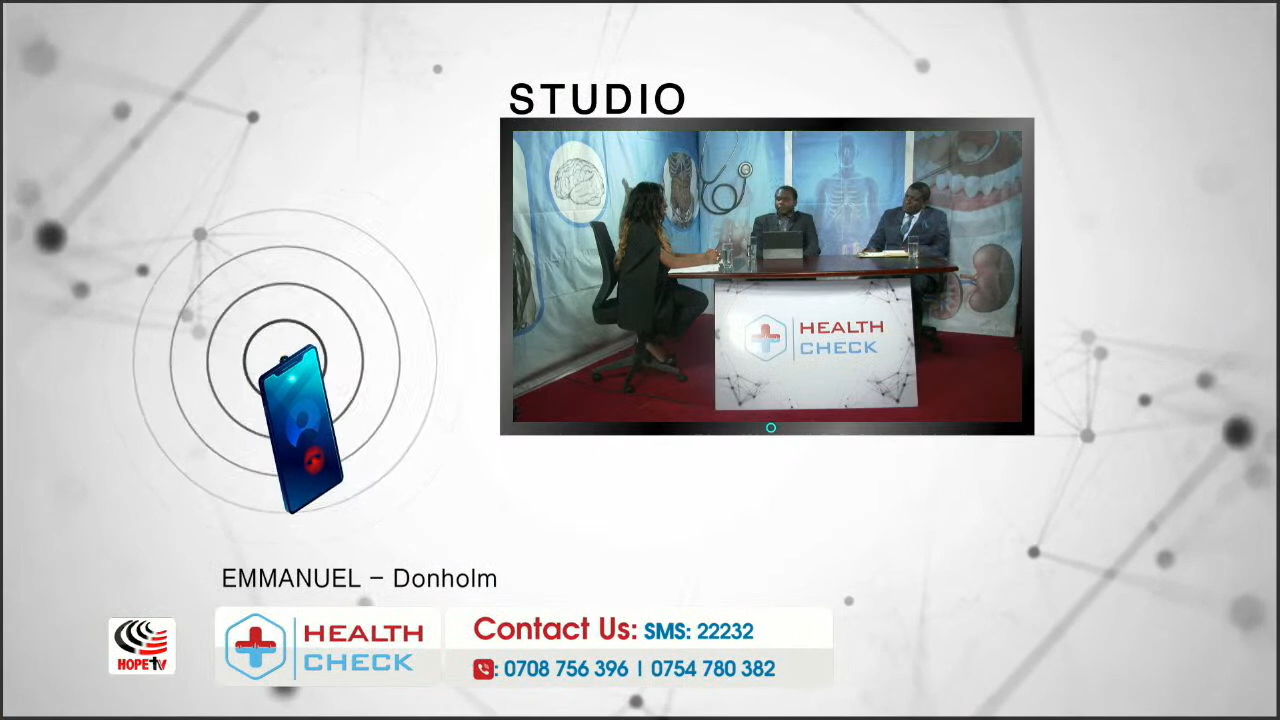 STUDIO
HEALTH
CHECK
EMMANUEL – Donholm
HOPE TV
HEALTH
CHECK
Contact Us: SMS: 22232
: 0708 756 396 | 0754 780 382